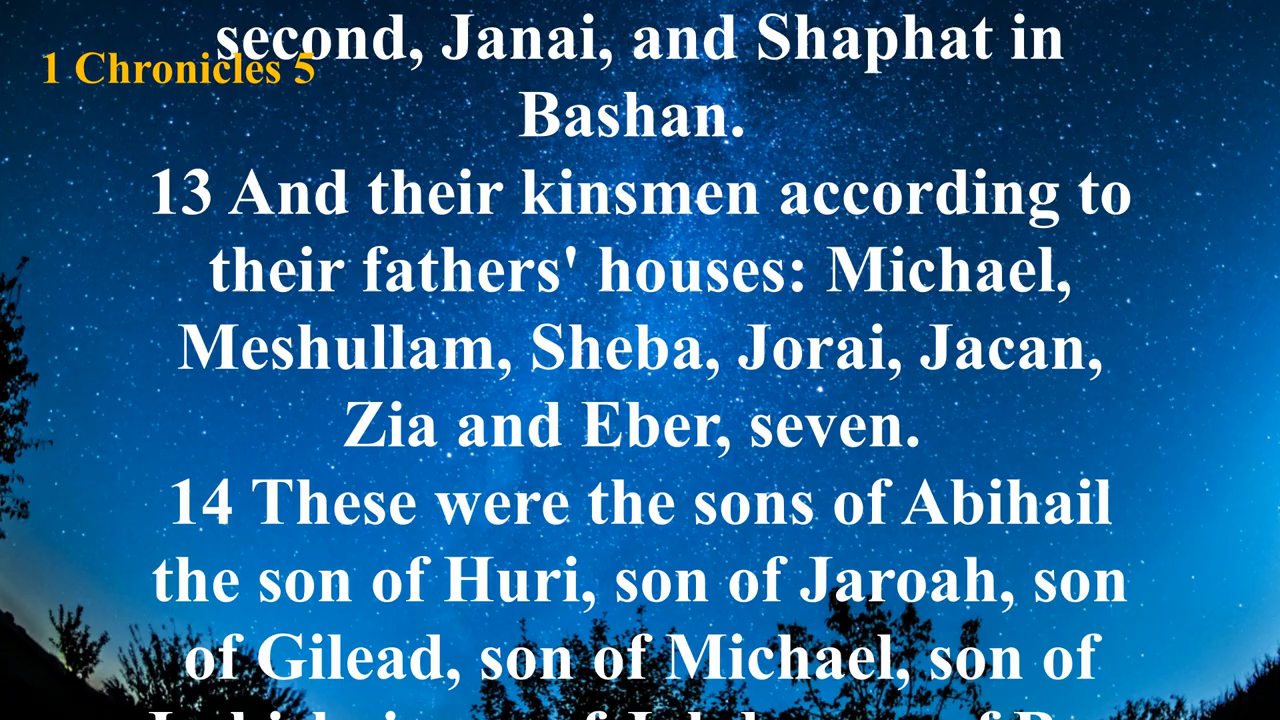 second, Janai, and Shaphat in
1 Chronicles 5
Bashan.
13 And their kinsmen according to
their fathers' houses: Michael,
Meshullam, Sheba, Jorai, Jacan,
Zia and Eber, seven.
14 These were the sons of Abihail
the son of Huri, son of Jaroah, son
of Gilead, son of Michael, son of